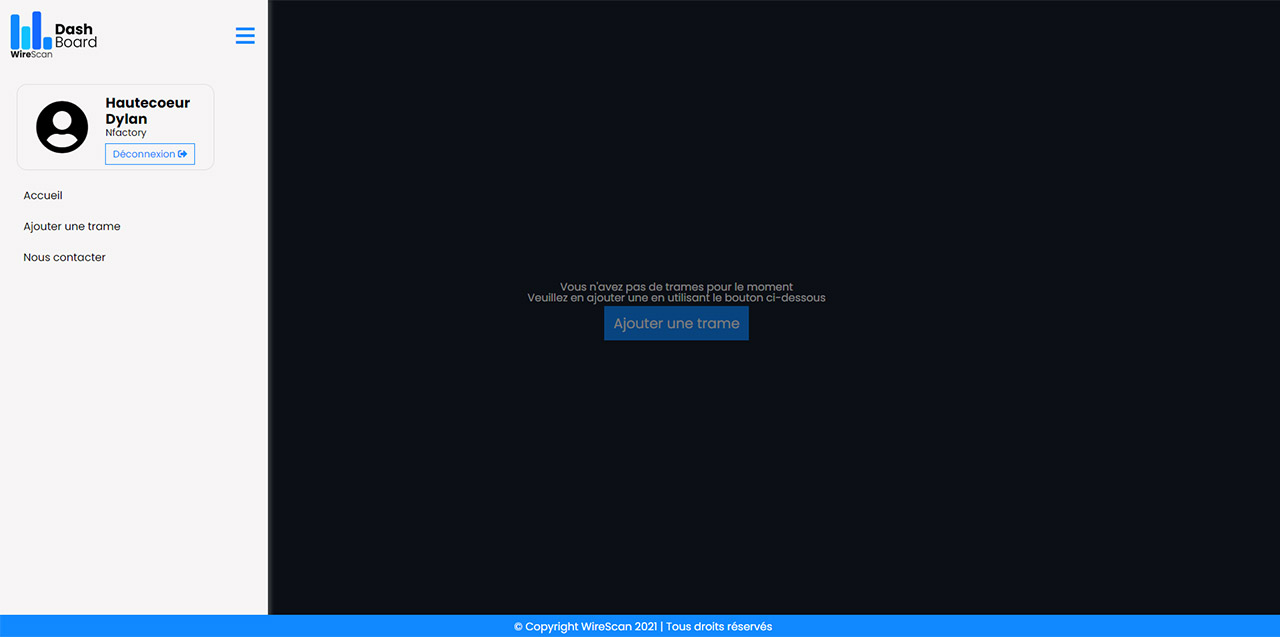 Dash
Board
WireScan
Hautecoeur
Dylan
Nfactory
Déconnexion
Accueil
Ajouter une trame
Nous contacter
Vous n'avez pas de trames pour le moment
Veuillez en ajouter une en utilisant le bouton ci-dessous
Ajouter une trame
© Copyright WireScan 2021 | Tous droits réservés